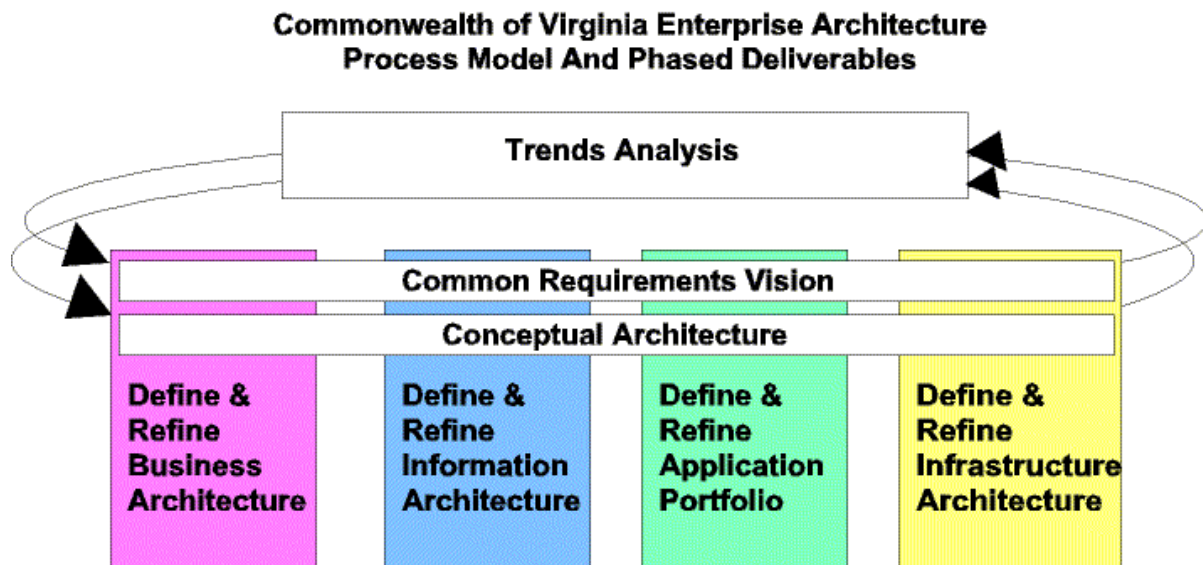 Commonwealth of Virginia Enterprise Architecture
Process Model And Phased Deliverables
Trends Analysis
Common Requirements Vision
Conceptual Architecture
Define &
Refine
Business
Architecture
Define &
Refine
Information
Architecture
Define &
Refine
Application
Portfolio
Define &
Refine
Infrastructure
Architecture